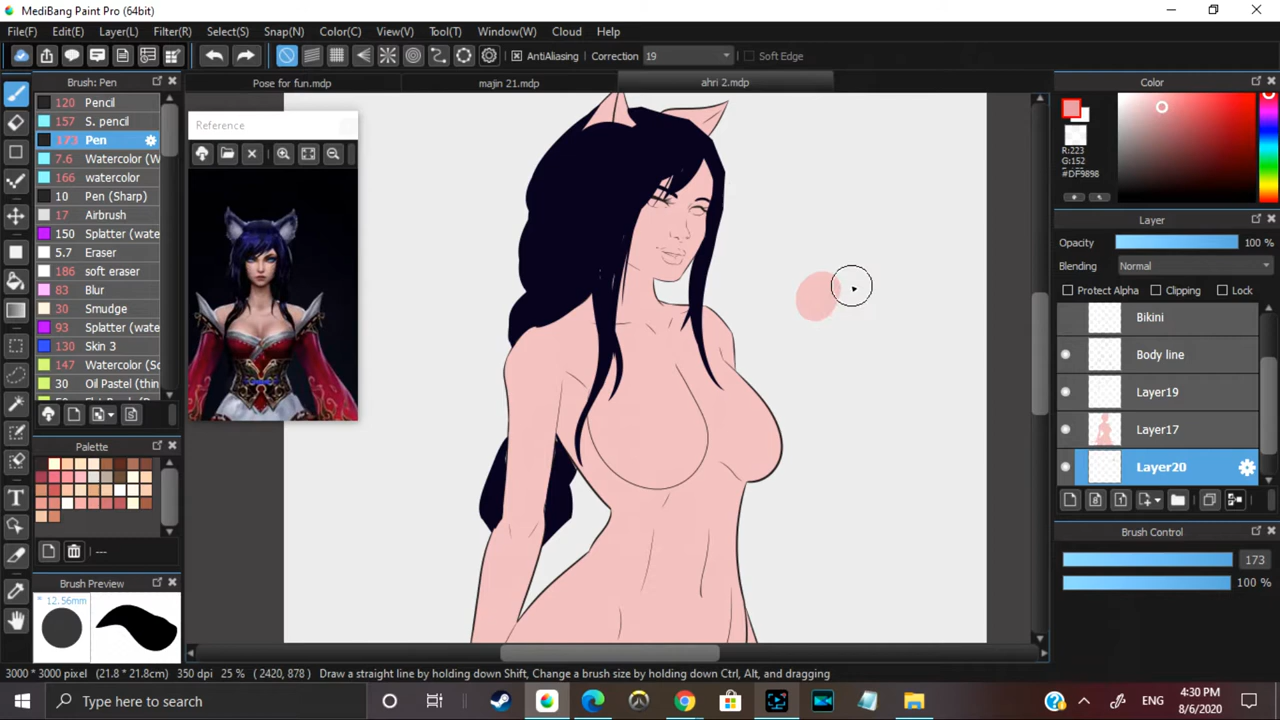 MediBang Paint Pro (64bit)
File(F) Edit(E) Layer(L) Filter(R) Select(S) Snap(N) Color(C) View(V) Tool(T) Window(W) Cloud Help
AntiAliasing Correction 19 Soft Edge
Brush: Pen
Pose for fun.mdp majin 21.mdp ahri 2.mdp
Color
120 Pencil
157 S. pencil
173 Pen
7.6 Watercolor (W
166 watercolor
10 Pen (Sharp)
17 Airbrush
150 Splatter (wate
5.7 Eraser
186 soft eraser
83 Blur
30 Smudge
93 Splatter (wate
130 Skin 3
147 Watercolor (S
30 Oil Pastel (thin
Reference
R:223
G:152
B:152
#DF9898
Layer
Opacity 100 %
Blending Normal
Protect Alpha Clipping Lock
Bikini
Body line
Layer19
Layer17
Layer20
Palette
---
Brush Control
173
100 %
Brush Preview
12.56mm
3000 * 3000 pixel (21.8 * 21.8cm) 350 dpi 25 % ( 2420, 878 ) Draw a straight line by holding down Shift, Change a brush size by holding down Ctrl, Alt, and dragging
Type here to search
ENG
4:30 PM
8/6/2020